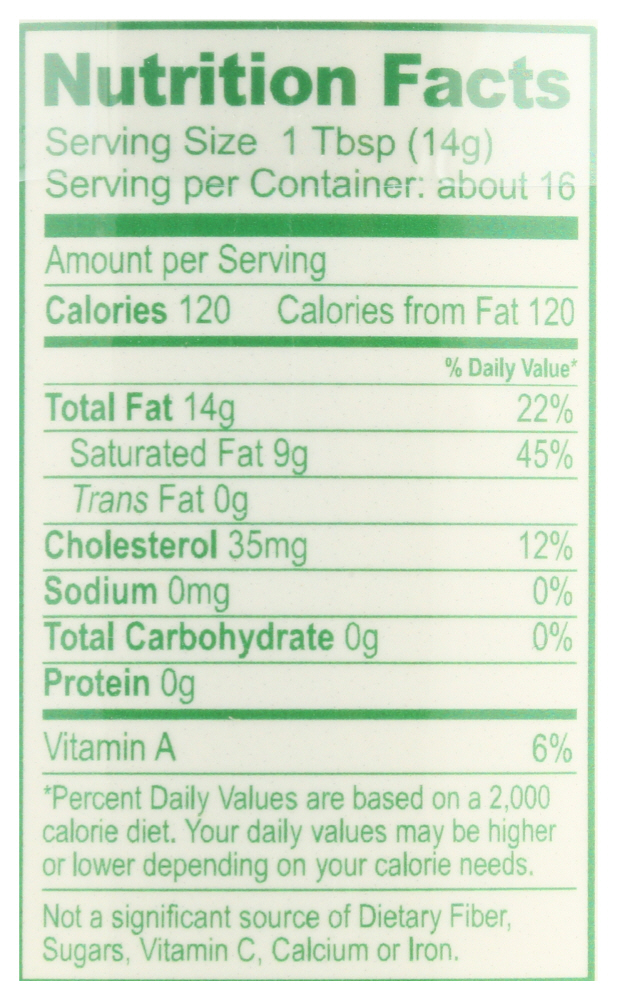 Nutrition Facts
Serving Size 1 Tbsp (14g)
Serving per Container: about 16
Amount per Serving
Calories 120 Calories from Fat 120
% Daily Value*
Total Fat 14g 22%
Saturated Fat 9g 45%
Trans Fat 0g
Cholesterol 35mg 12%
Sodium 0mg 0%
Total Carbohydrate 0g 0%
Protein 0g
Vitamin A 6%
*Percent Daily Values are based on a 2,000
calorie diet. Your daily values may be higher
or lower depending on your calorie needs.
Not a significant source of Dietary Fiber,
Sugars, Vitamin C, Calcium or Iron.